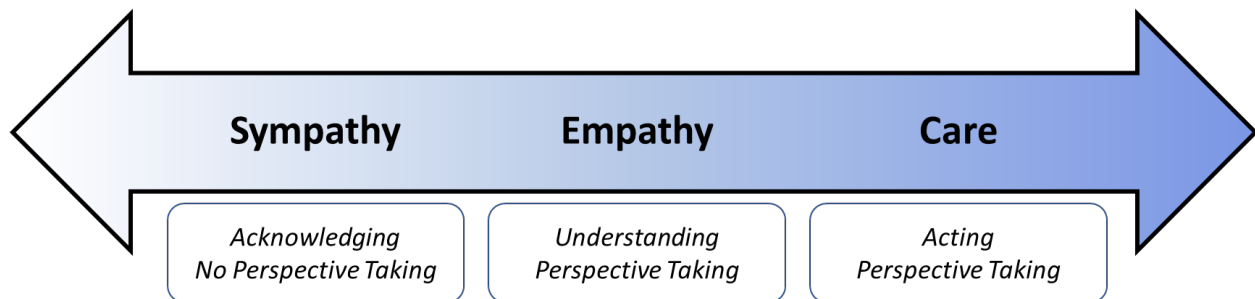 Sympathy Empathy Care
Acknowledging
No Perspective Taking
Understanding
Perspective Taking
Acting
Perspective Taking